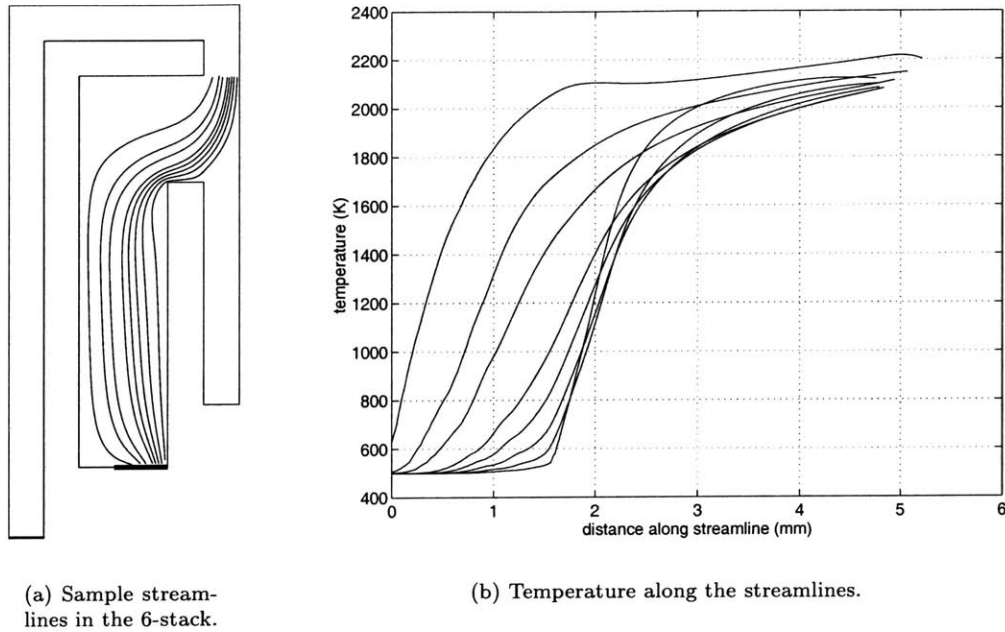 2400
2200
2000
1800
1600
1400
1200
1000
800
600
400
temperature (K)
0 1 2 3 4 5 6
distance along streamline (mm)
(a) Sample stream-
lines in the 6-stack.
(b) Temperature along the streamlines.